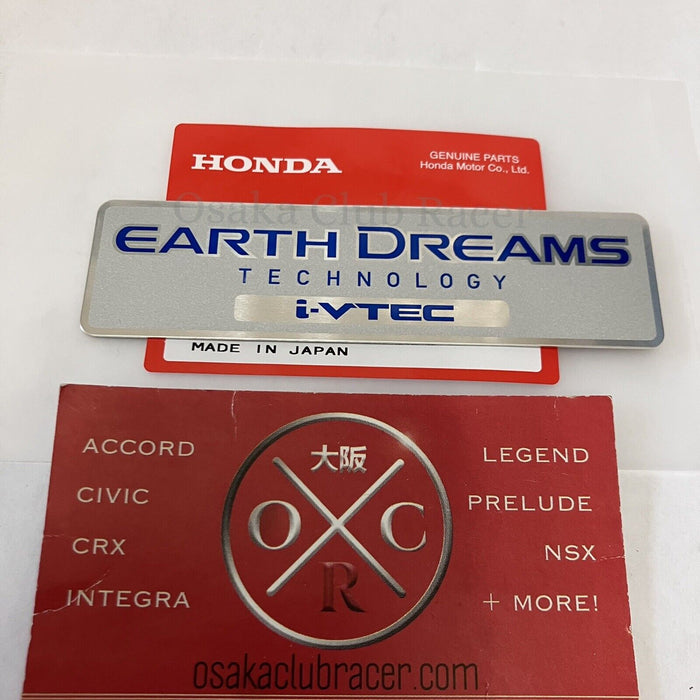 HONDA
GENUINE PARTS
Honda Motor Co., Ltd.
Osaka Club Racer
EARTH DREAMS
TECHNOLOGY
i-VTEC
MADE IN JAPAN
ACCORD
CIVIC
CRX
INTEGRA
大阪
O C
R
LEGEND
PRELUDE
NSX
+ MORE!
osakaclubracer.com